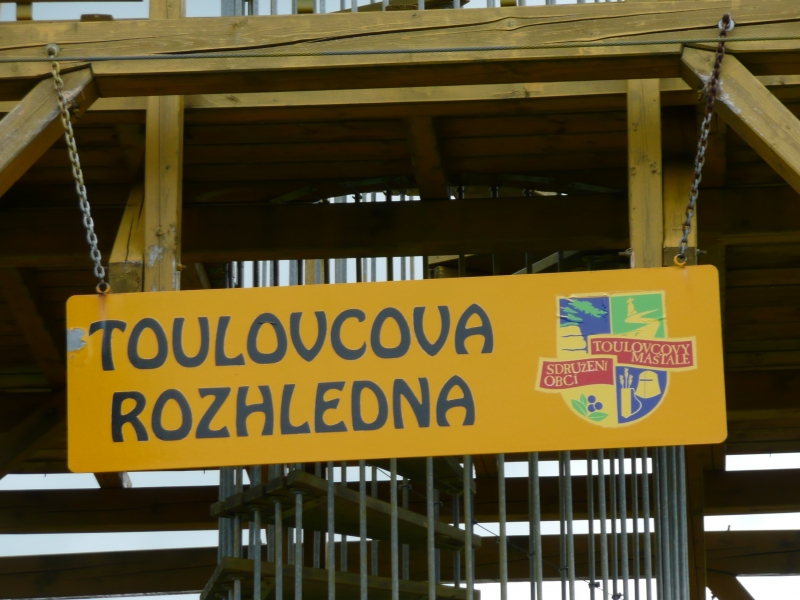 TOULOVCOVA
ROZHLEDNA
TOULOVCOVY
MAŠTALE
SDRUŽENÍ
OBCÍ